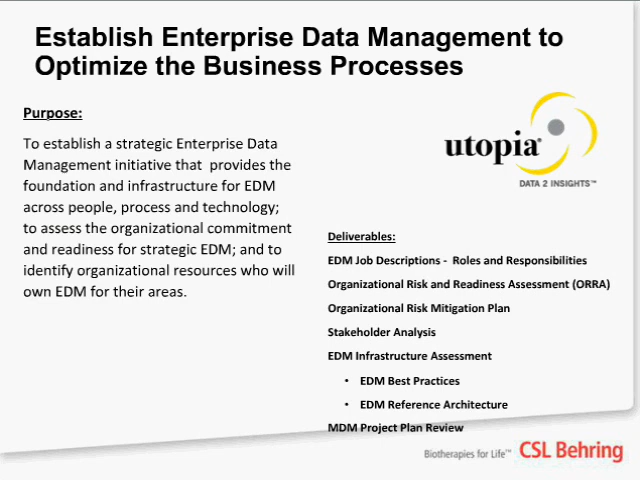 Establish Enterprise Data Management to
Optimize the Business Processes
Purpose:
To establish a strategic Enterprise Data
Management initiative that  provides the
foundation and infrastructure for EDM
across people, process and technology;
to assess the organizational commitment
and readiness for strategic EDM; and to
identify organizational resources who will
own EDM for their areas.
utopia®
DATA 2 INSIGHTS™
Deliverables:
EDM Job Descriptions -  Roles and Responsibilities
Organizational Risk and Readiness Assessment (ORRA)
Organizational Risk Mitigation Plan
Stakeholder Analysis
EDM Infrastructure Assessment
• EDM Best Practices
• EDM Reference Architecture
MDM Project Plan Review
Biotherapies for Life™ CSL Behring